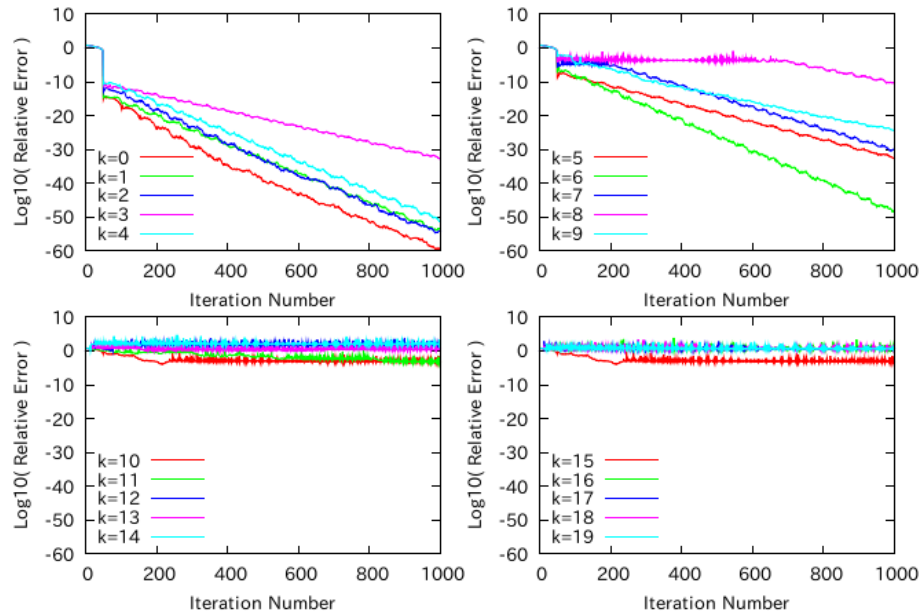 10
0
-10
-20
-30
-40
-50
-60
Log10( Relative Error )
k=0
k=1
k=2
k=3
k=4
0 200 400 600 800 1000
Iteration Number
10
0
-10
-20
-30
-40
-50
-60
Log10( Relative Error )
k=5
k=6
k=7
k=8
k=9
0 200 400 600 800 1000
Iteration Number
10
0
-10
-20
-30
-40
-50
-60
Log10( Relative Error )
k=10
k=11
k=12
k=13
k=14
0 200 400 600 800 1000
Iteration Number
10
0
-10
-20
-30
-40
-50
-60
Log10( Relative Error )
k=15
k=16
k=17
k=18
k=19
0 200 400 600 800 1000
Iteration Number